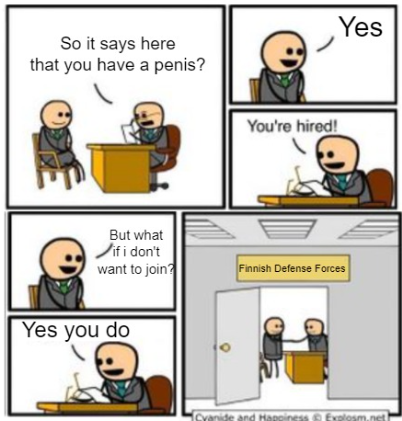 So it says here
that you have a penis?
Yes
You're hired!
But what
if i don't
want to join?
Yes you do
Finnish Defense Forces
Cyanide and Happiness © Explosm.net